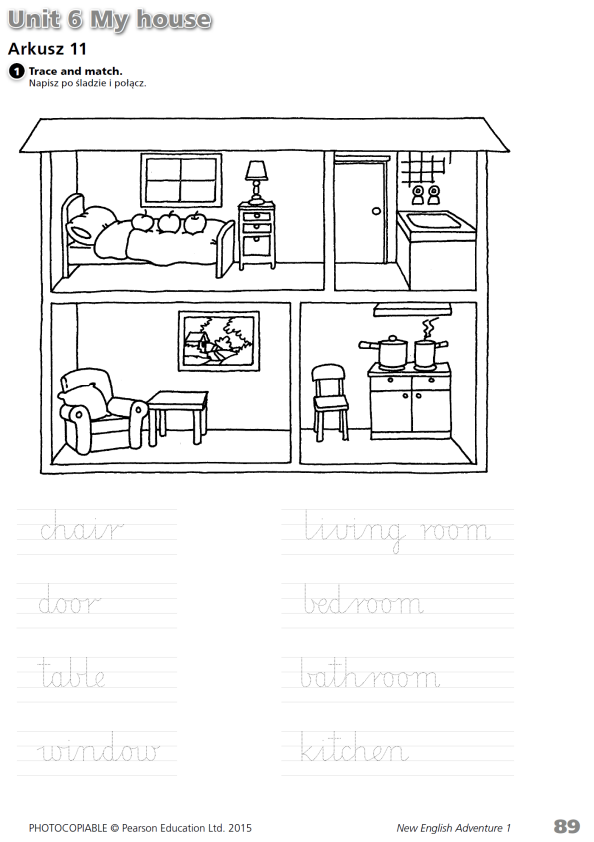 Unit 6 My house
Arkusz 11
1 Trace and match.
Napisz po śladzie i połącz.
chair living room
door bedroom
table bathroom
window kitchen
PHOTOCOPIABLE © Pearson Education Ltd. 2015 New English Adventure 1 89